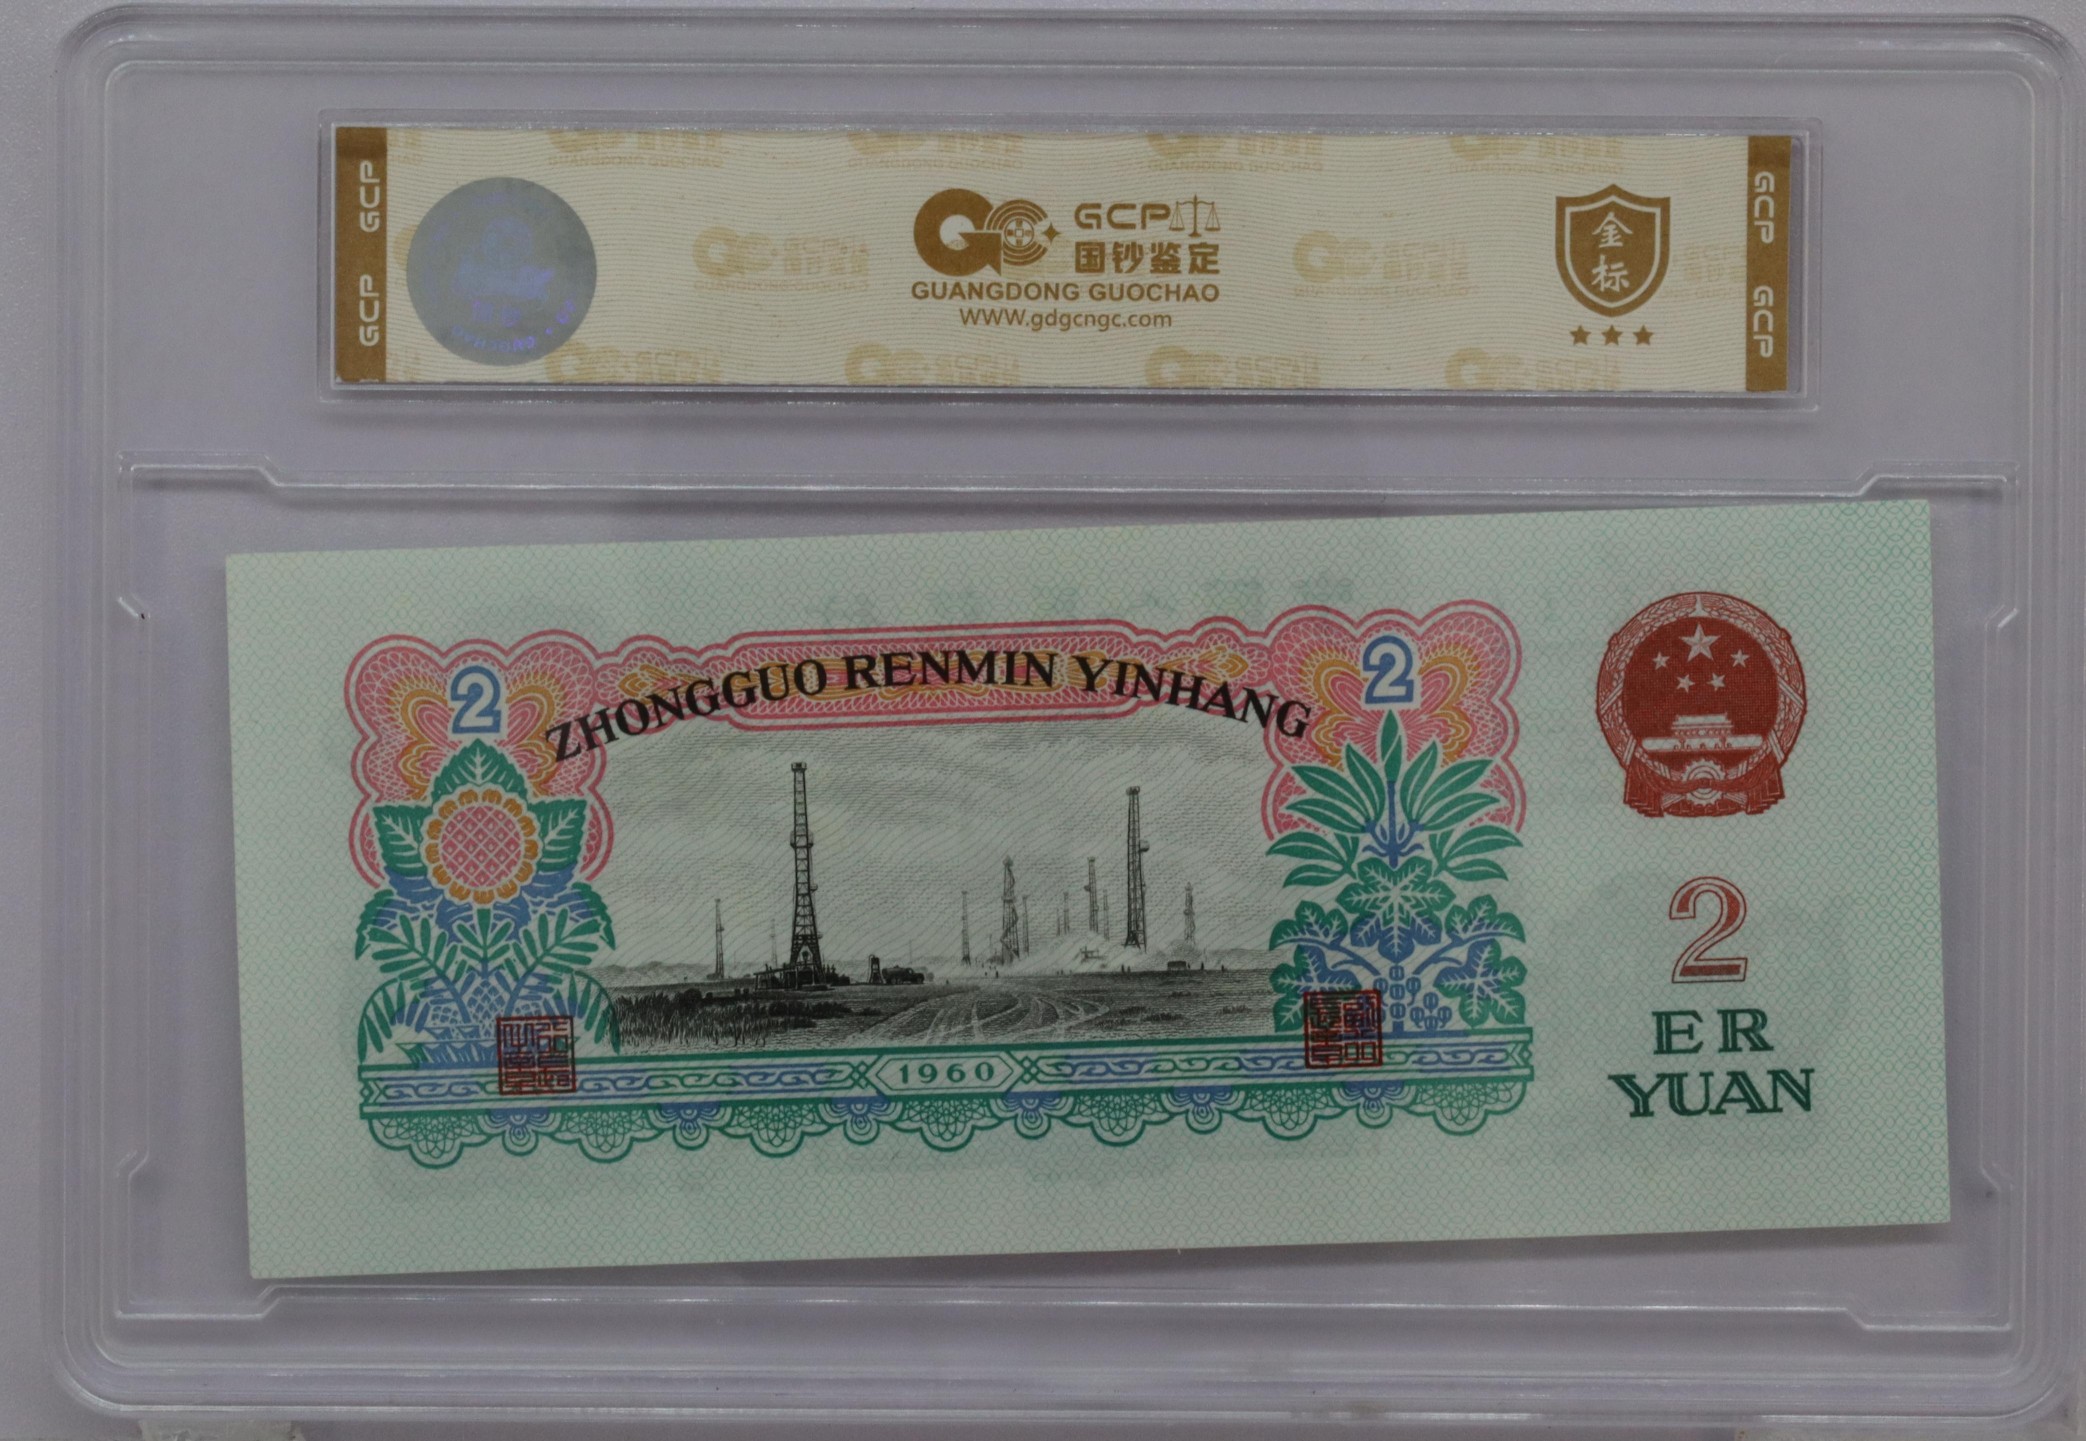 GCP
GCP
GCP
国钞鉴定
GUANGDONG GUOCHAO
WWW.gdgcngc.com
金
标
GCP
GCP
2
ZHONGGUO RENMIN YINHANG
2
1960
2
ER
YUAN